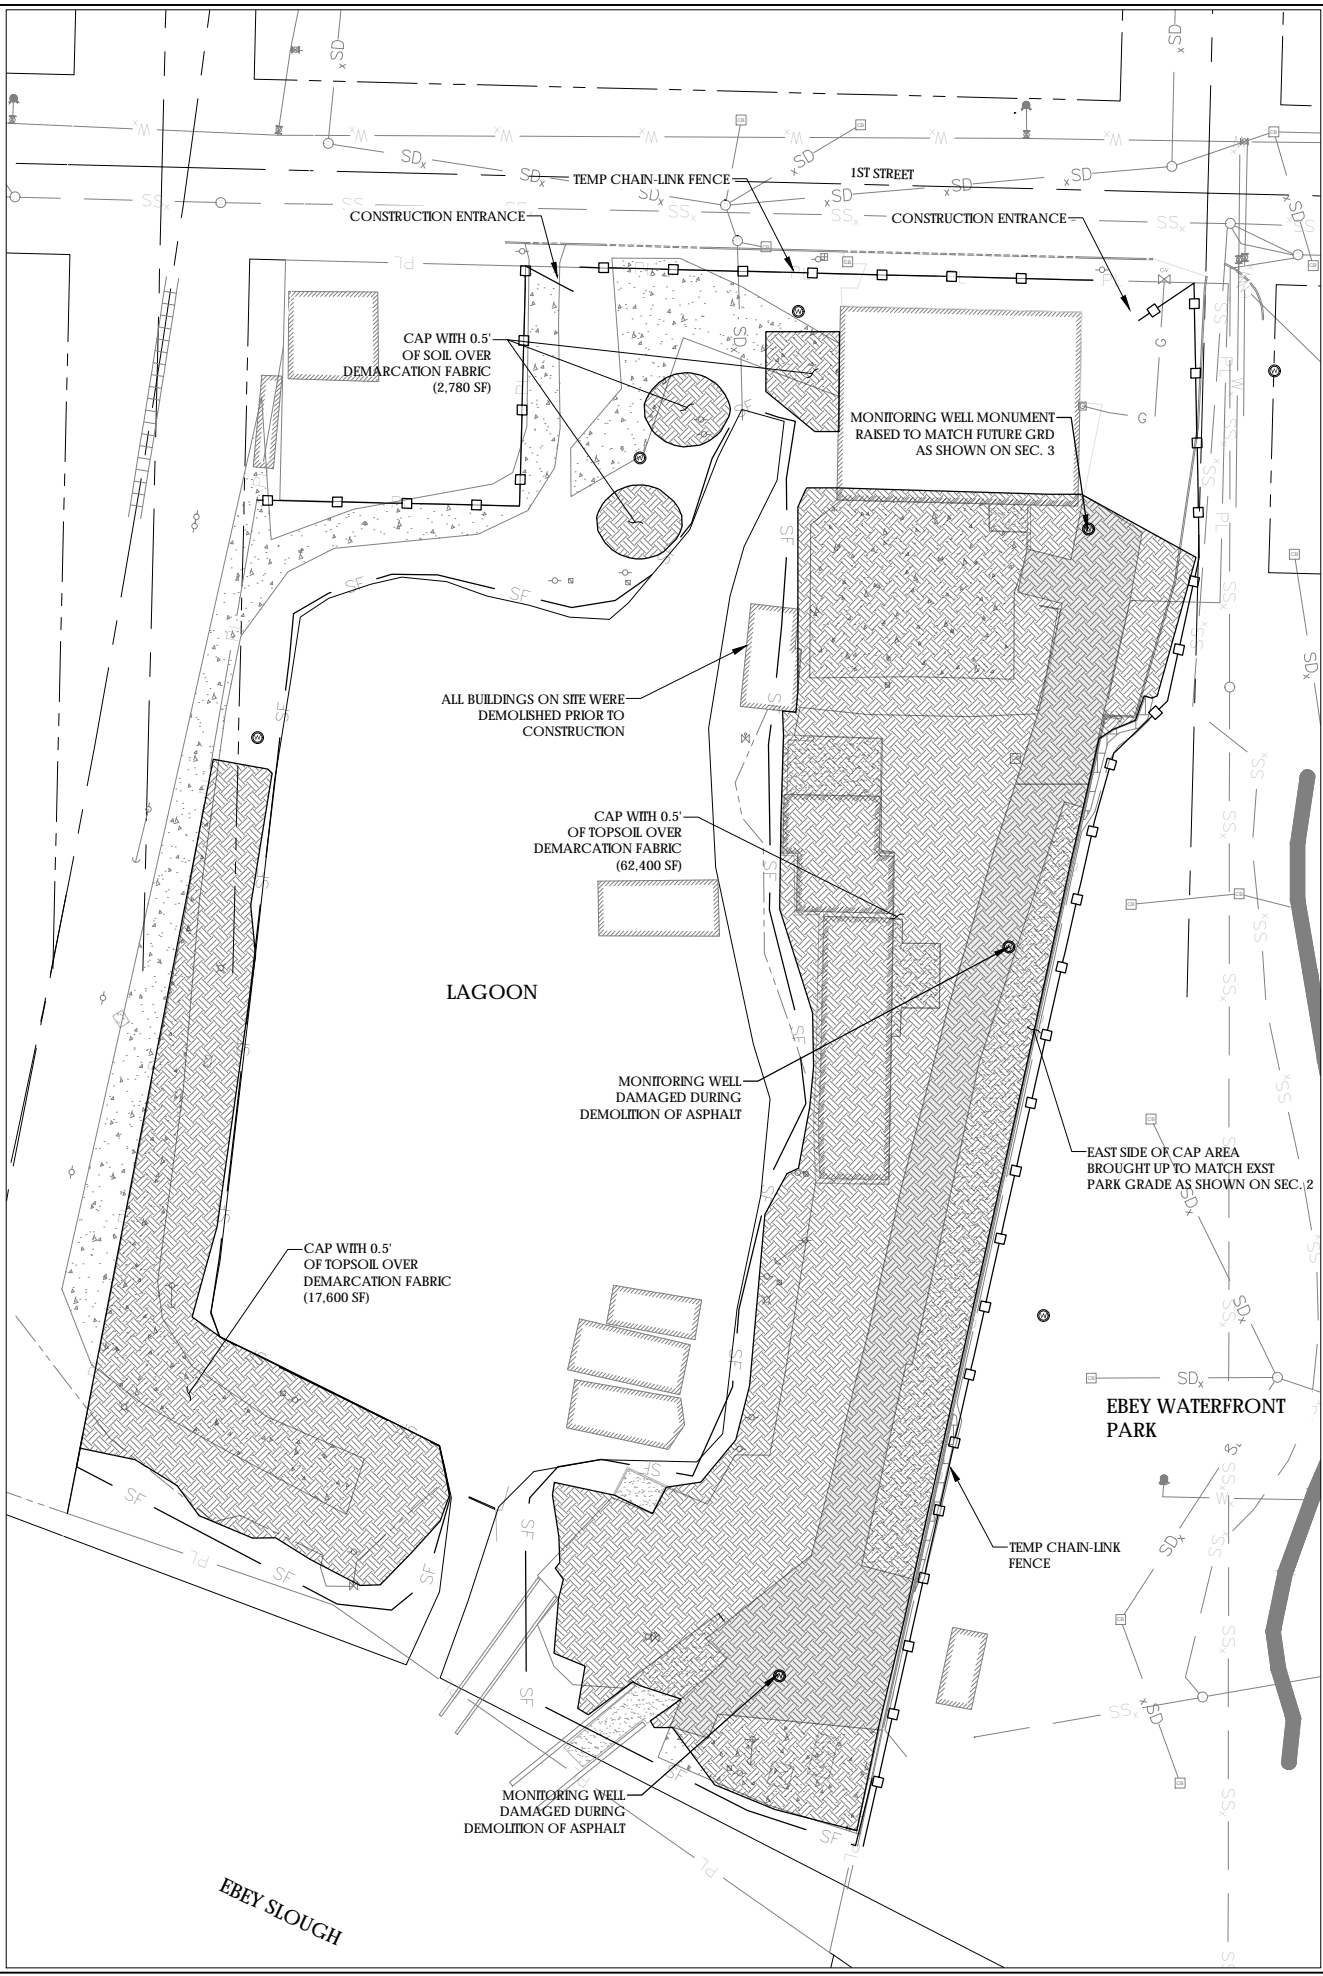 1ST STREET
TEMP CHAIN-LINK FENCE
CONSTRUCTION ENTRANCE
CONSTRUCTION ENTRANCE
CAP WITH 0.5'
OF SOIL OVER
DEMARCATION FABRIC
(2,780 SF)
MONITORING WELL MONUMENT
RAISED TO MATCH FUTURE GRD
AS SHOWN ON SEC. 3
ALL BUILDINGS ON SITE WERE
DEMOLISHED PRIOR TO
CONSTRUCTION
CAP WITH 0.5'
OF TOPSOIL OVER
DEMARCATION FABRIC
(62,400 SF)
LAGOON
MONITORING WELL
DAMAGED DURING
DEMOLITION OF ASPHALT
EAST SIDE OF CAP AREA
BROUGHT UP TO MATCH EXST
PARK GRADE AS SHOWN ON SEC. 2
CAP WITH 0.5'
OF TOPSOIL OVER
DEMARCATION FABRIC
(17,600 SF)
EBEY WATERFRONT
PARK
TEMP CHAIN-LINK
FENCE
MONITORING WELL
DAMAGED DURING
DEMOLITION OF ASPHALT
EBEY SLOUGH